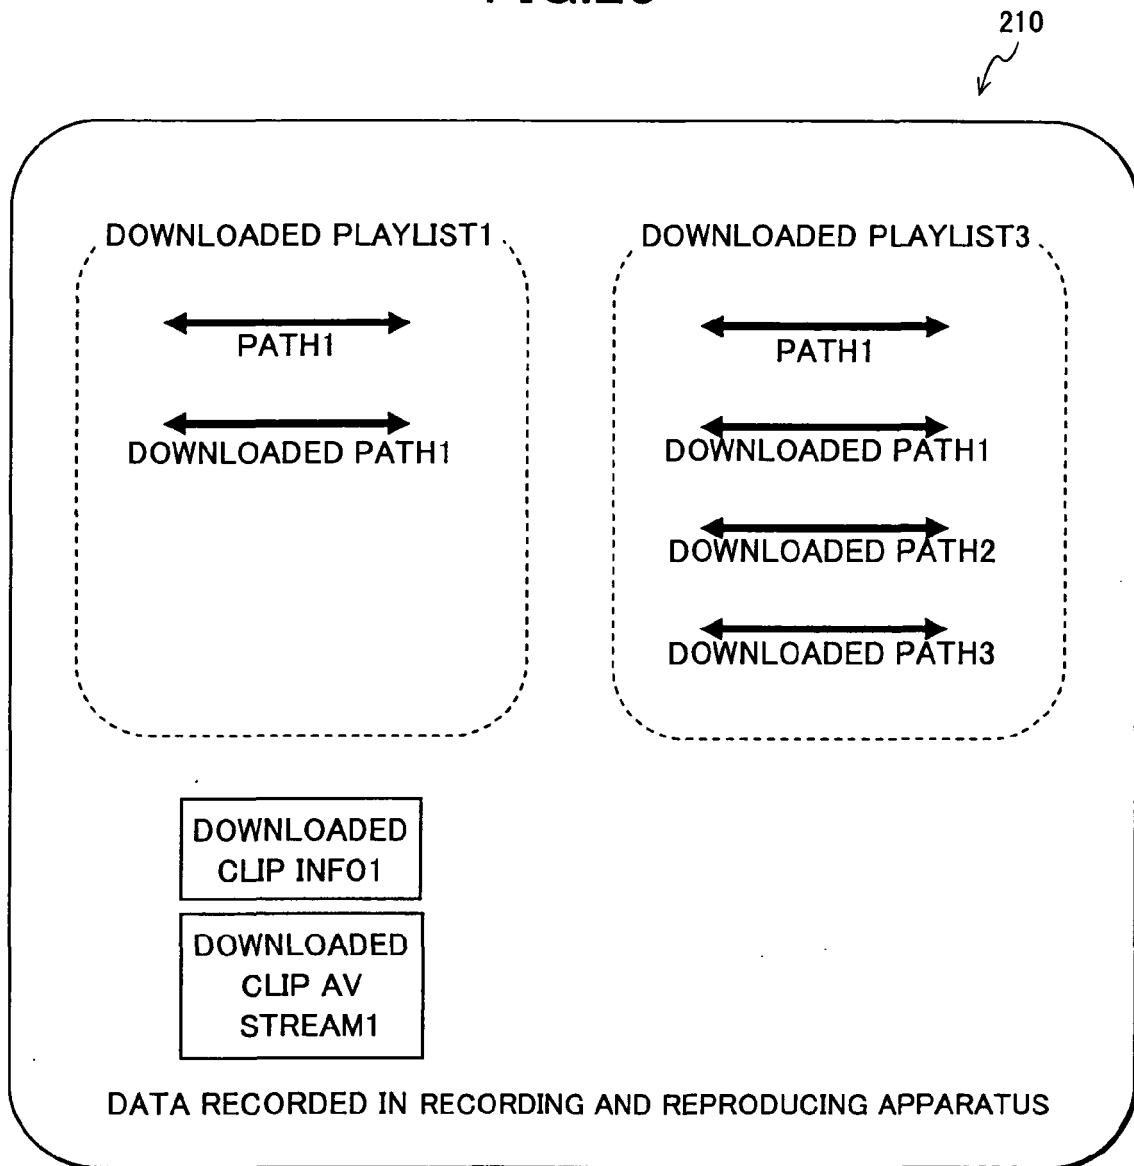 210
DOWNLOADED PLAYLIST1
PATH1
DOWNLOADED PATH1
DOWNLOADED PLAYLIST3
PATH1
DOWNLOADED PATH1
DOWNLOADED PATH2
DOWNLOADED PATH3
DOWNLOADED
CLIP INFO1
DOWNLOADED
CLIP AV
STREAM1
DATA RECORDED IN RECORDING AND REPRODUCING APPARATUS